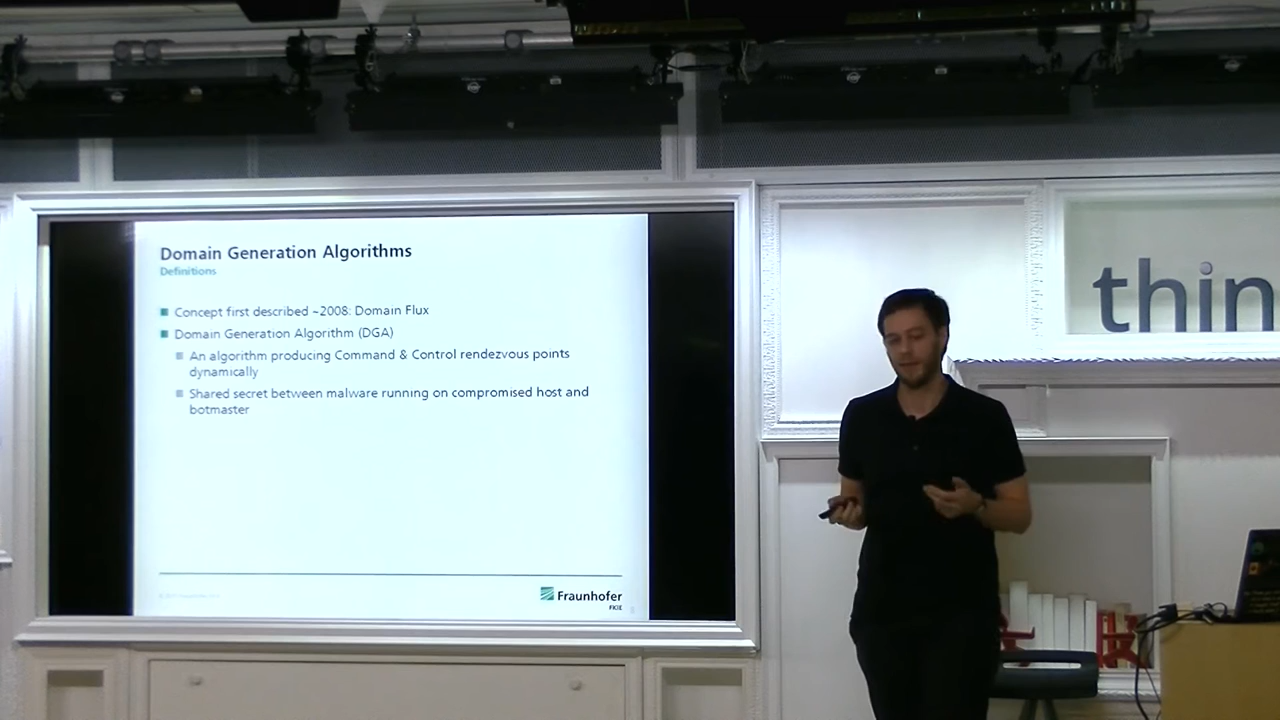 Domain Generation Algorithms
Definitions
Concept first described ~2008: Domain Flux
Domain Generation Algorithm (DGA)
An algorithm producing Command & Control rendezvous points
dynamically
Shared secret between malware running on compromised host and
botmaster
Fraunhofer
FKIE
thin